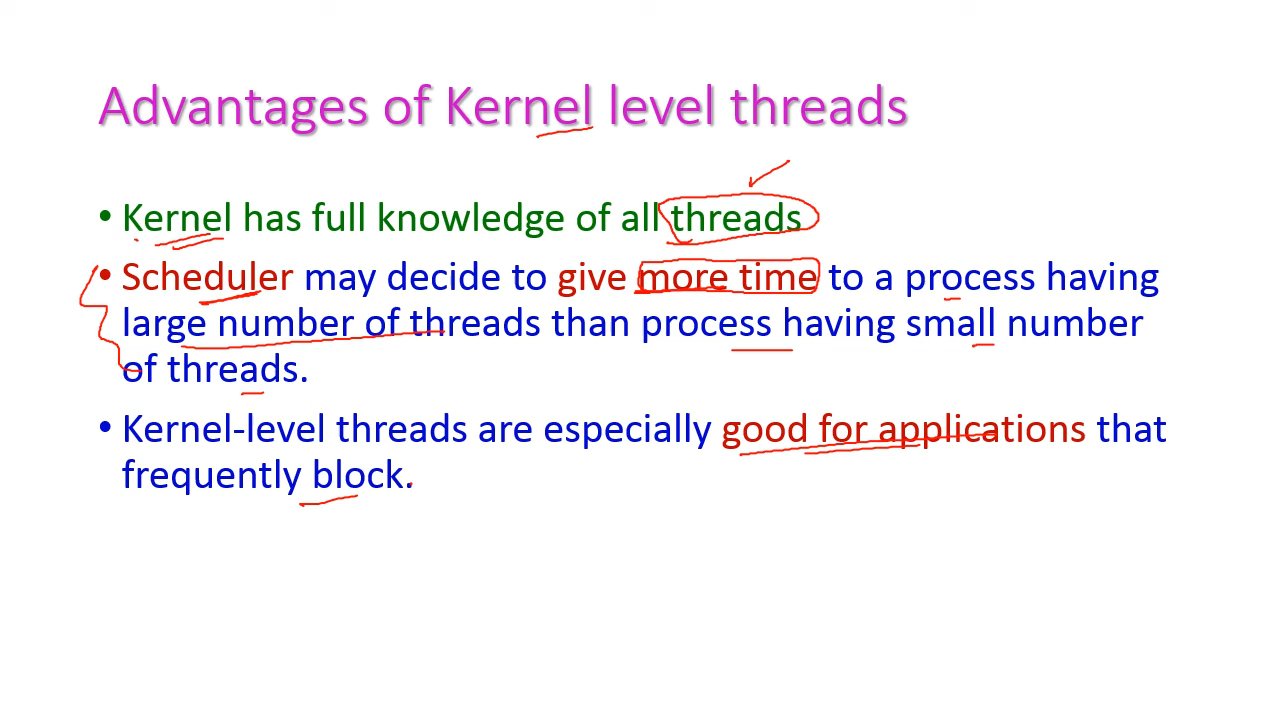 Advantages of Kernel level threads
• Kernel has full knowledge of all threads
• Scheduler may decide to give more time to a process having
large number of threads than process having small number
of threads.
• Kernel-level threads are especially good for applications that
frequently block.